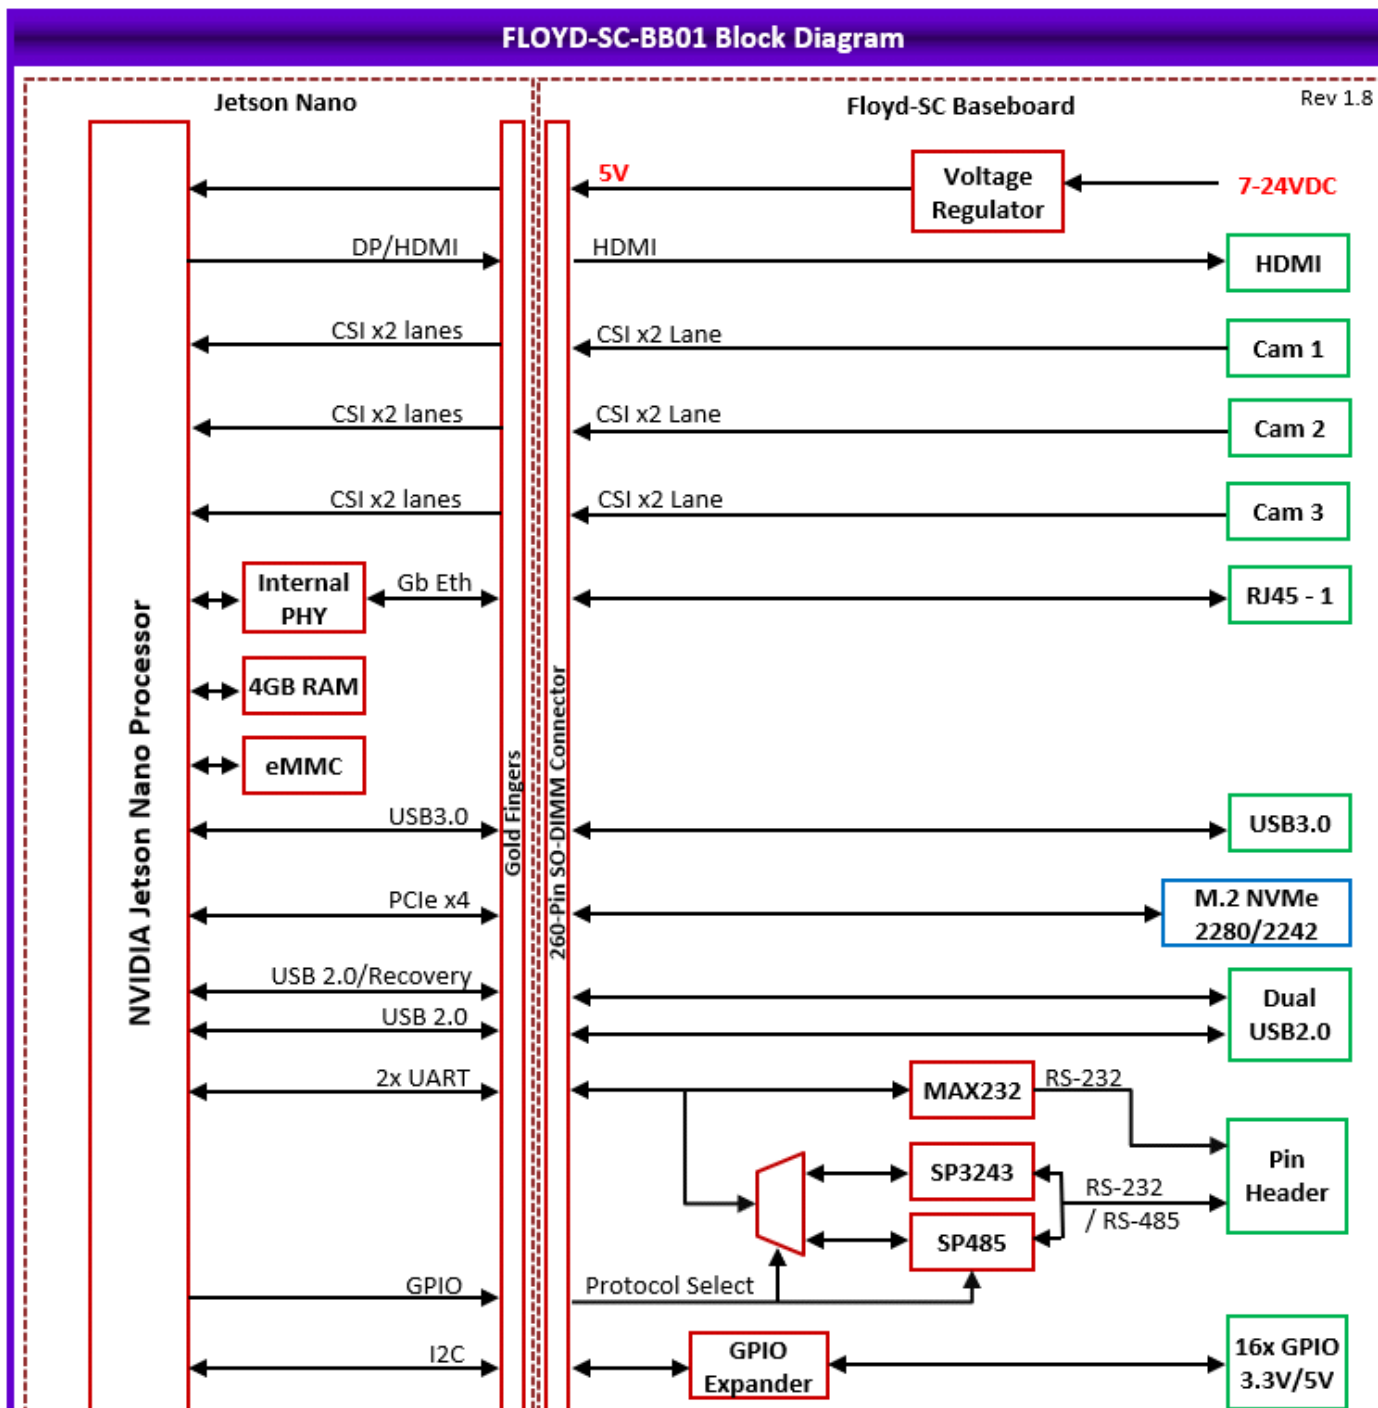 FLOYD-SC-BB01 Block Diagram
Jetson Nano
Floyd-SC Baseboard
Rev 1.8
5V
Voltage
Regulator
7-24VDC
DP/HDMI
HDMI
HDMI
CSI x2 lanes
CSI x2 Lane
Cam 1
CSI x2 lanes
CSI x2 Lane
Cam 2
CSI x2 lanes
CSI x2 Lane
Cam 3
Internal
PHY
Gb Eth
RJ45 - 1
4GB RAM
eMMC
NVIDIA Jetson Nano Processor
Gold Fingers
260-Pin SO-DIMM Connector
USB3.0
USB3.0
PCIe x4
M.2 NVMe
2280/2242
USB 2.0/Recovery
USB 2.0
Dual
USB2.0
2x UART
MAX232
RS-232
SP3243
RS-232
/ RS-485
SP485
Pin
Header
GPIO
Protocol Select
I2C
GPIO
Expander
16x GPIO
3.3V/5V